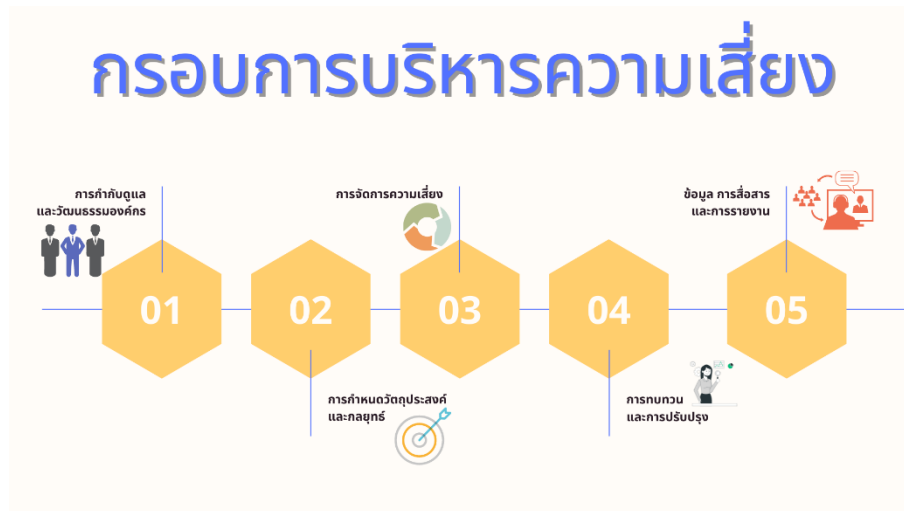 กรอบการบริหารความเสี่ยง
การกำกับดูแล
และวัฒนธรรมองค์กร
01
02
การกำหนดวัตถุประสงค์
และกลยุทธ์
การจัดการความเสี่ยง
03
04
การทบทวน
และการปรับปรุง
ข้อมูล การสื่อสาร
และการรายงาน
05